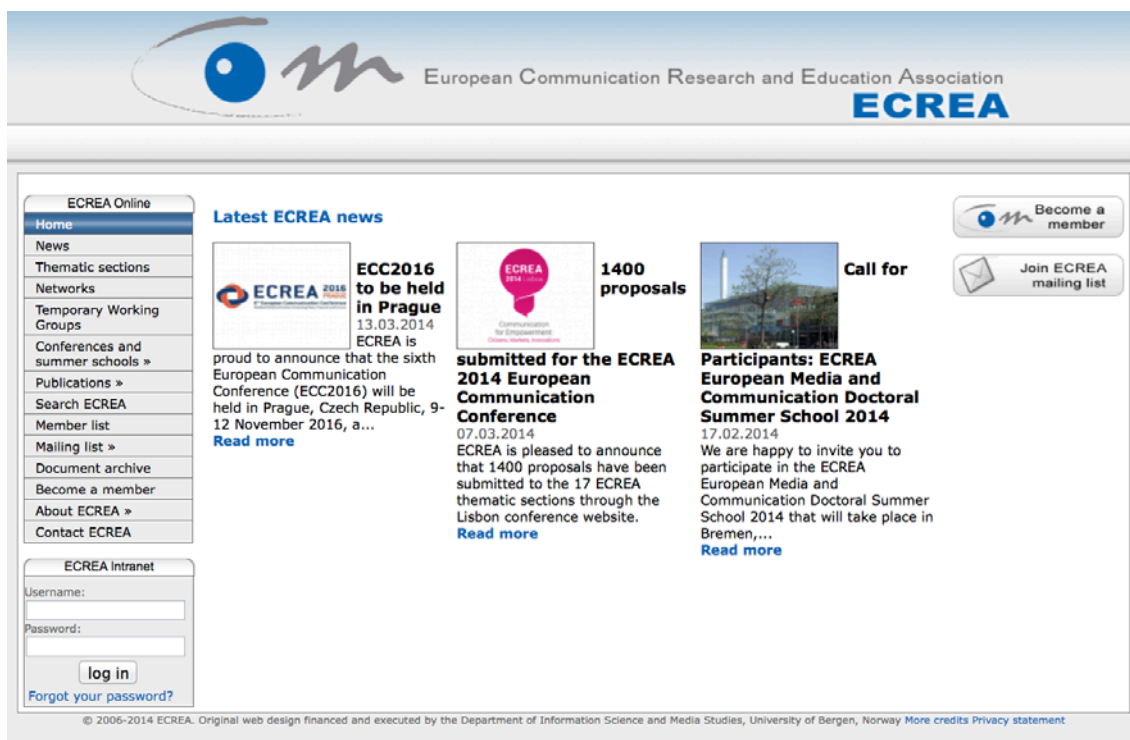 European Communication Research and Education Association
ECREA
ECREA Online
Home
News
Thematic sections
Networks
Temporary Working
Groups
Conferences and
summer schools »
Publications »
Search ECREA
Member list
Mailing list »
Document archive
Become a member
About ECREA »
Contact ECREA
ECREA Intranet
Username:
Password:
log in
Forgot your password?
Latest ECREA news
ECREA 2016
PRAGUE
ECC2016
to be held
in Prague
13.03.2014
ECREA is
proud to announce that the sixth
European Communication
Conference (ECC2016) will be
held in Prague, Czech Republic, 9-
12 November 2016, a...
Read more
ECREA
2014 Lisboa
Communication
for Empowerment:
Citizens, Markets, Innovations
1400
proposals
submitted for the ECREA
2014 European
Communication
Conference
07.03.2014
ECREA is pleased to announce
that 1400 proposals have been
submitted to the 17 ECREA
thematic sections through the
Lisbon conference website.
Read more
Call for
Participants: ECREA
European Media and
Communication Doctoral
Summer School 2014
17.02.2014
We are happy to invite you to
participate in the ECREA
European Media and
Communication Doctoral Summer
School 2014 that will take place in
Bremen,...
Read more
Become a
member
Join ECREA
mailing list
© 2006-2014 ECREA. Original web design financed and executed by the Department of Information Science and Media Studies, University of Bergen, Norway More credits Privacy statement